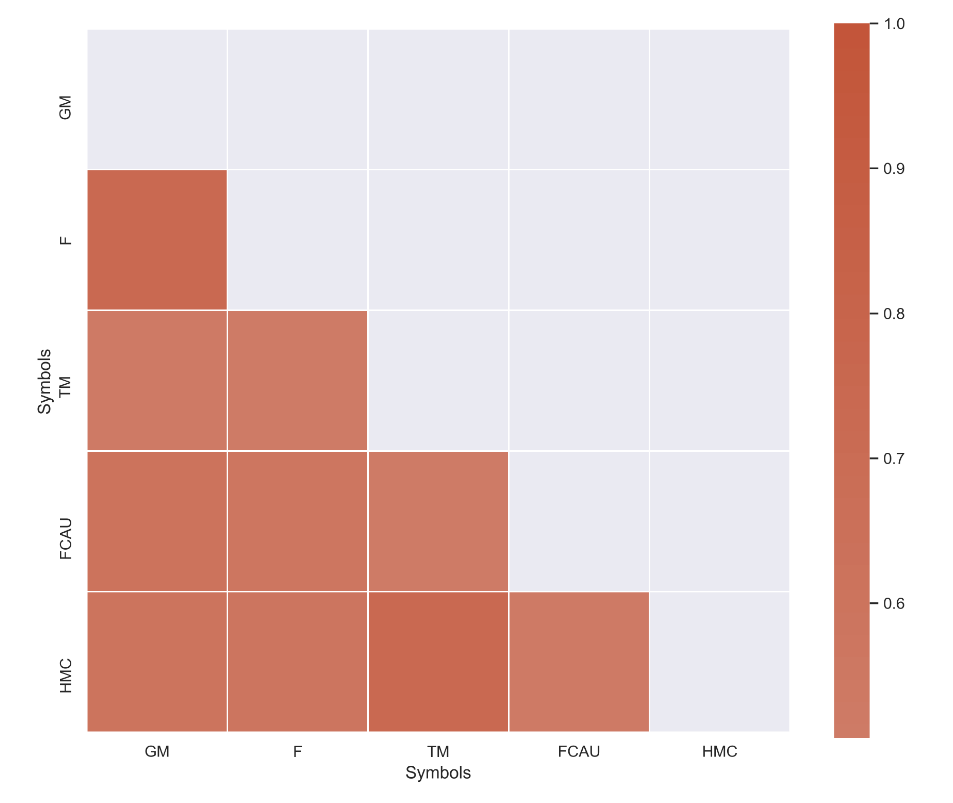 GM
F
TM
FCAU
HMC
Symbols
GM
F
TM
FCAU
HMC
Symbols
1.0
0.9
0.8
0.7
0.6